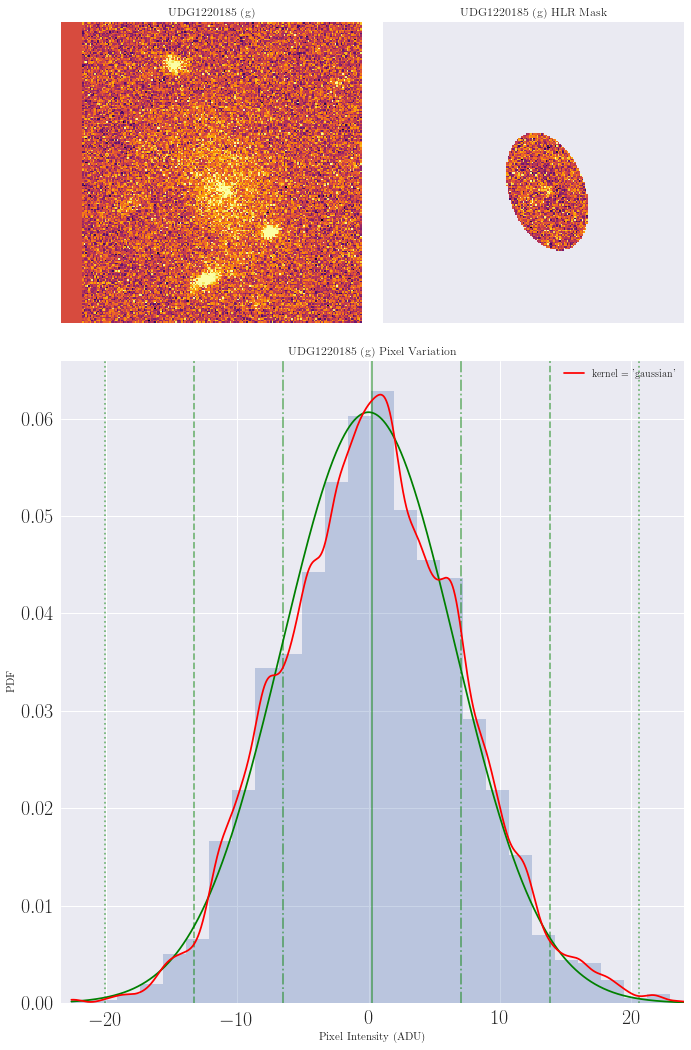 UDG1220185 (g)
UDG1220185 (g) HLR Mask
UDG1220185 (g) Pixel Variation
kernel = 'gaussian'
0.06
0.05
0.04
0.03
0.02
0.01
0.00
PDF
−20 −10 0 10 20
Pixel Intensity (ADU)